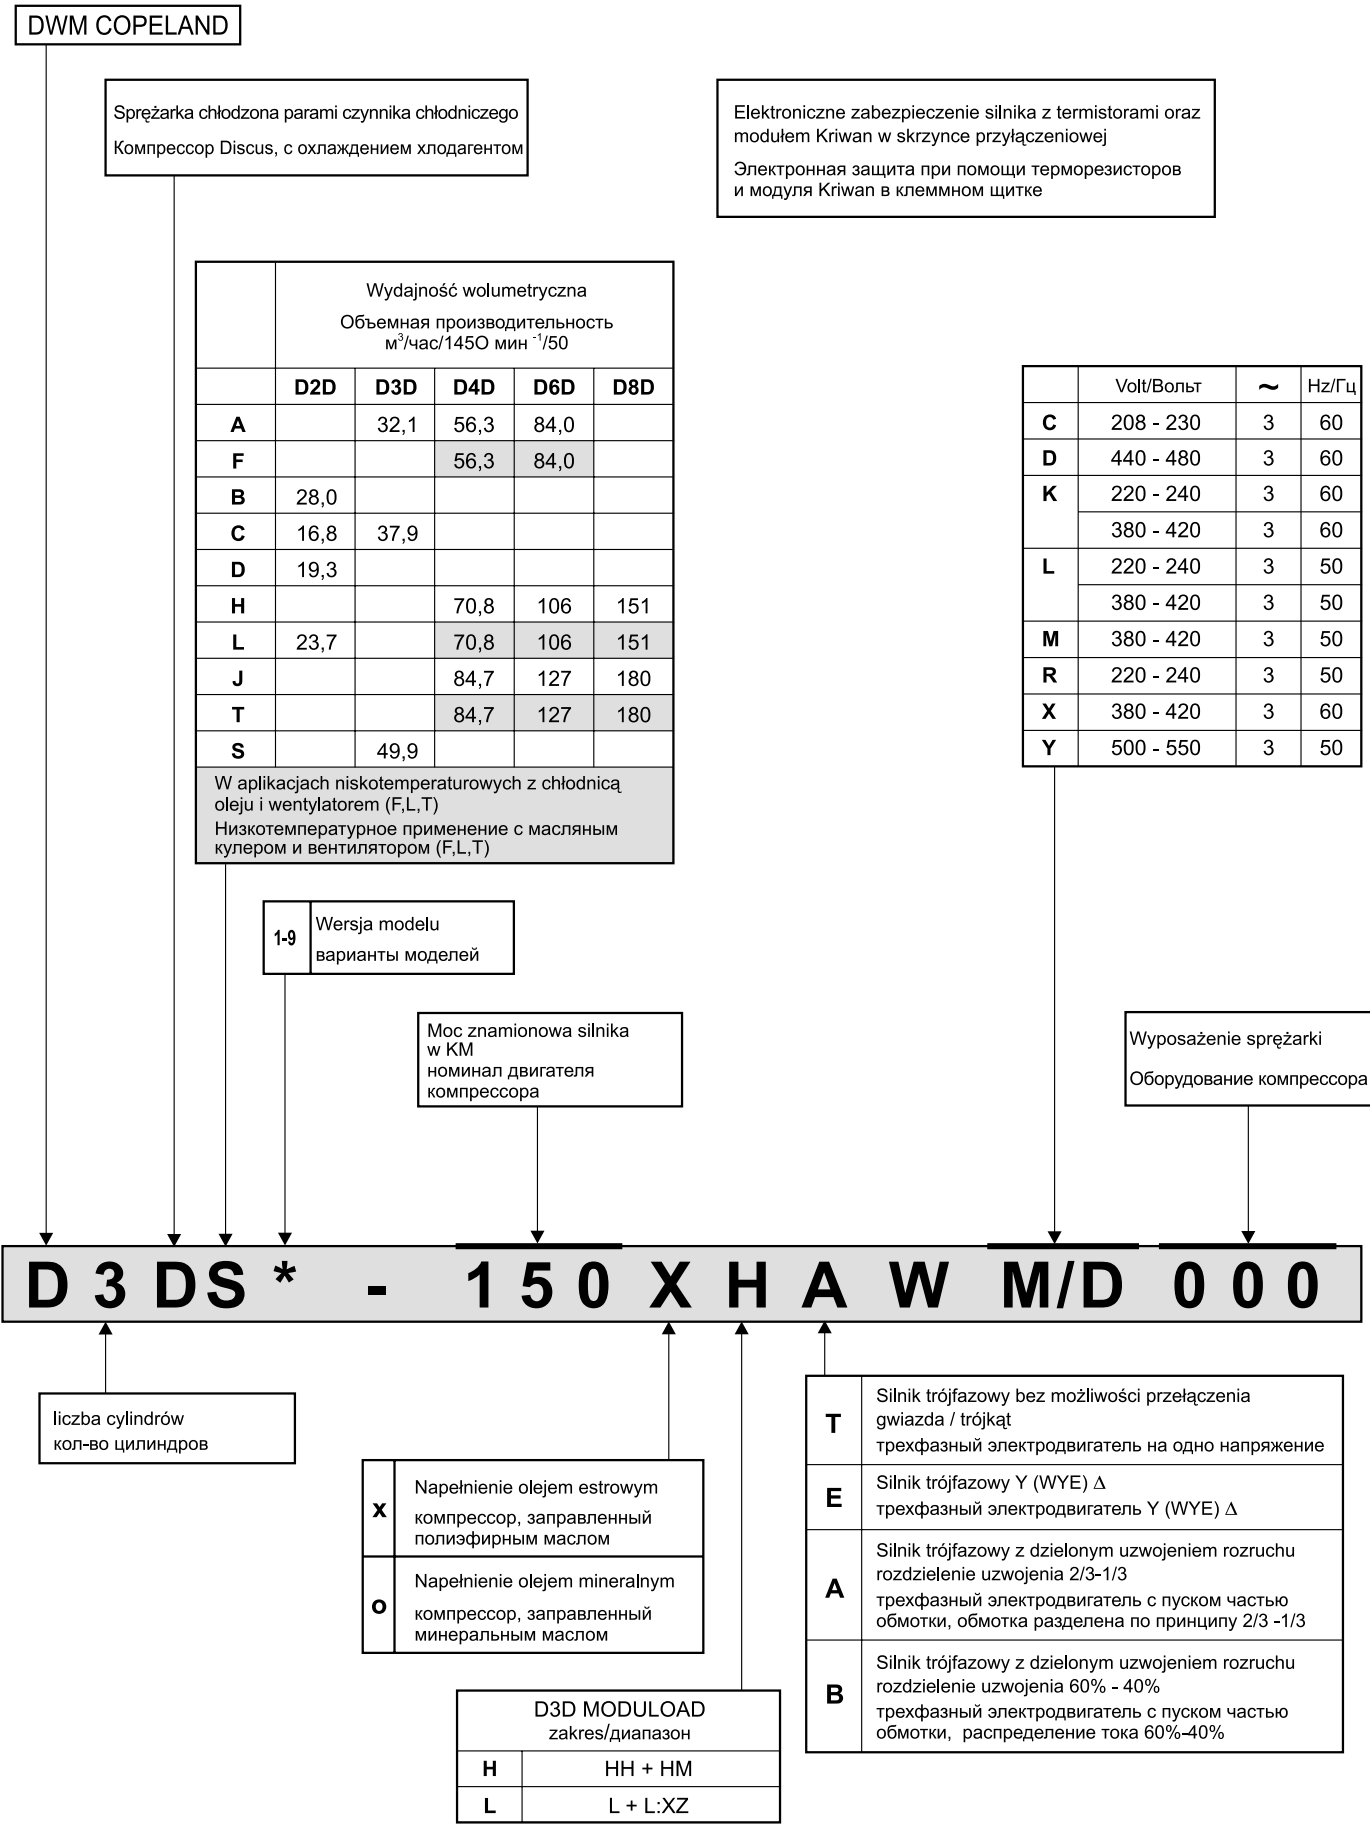 DWM COPELAND
Sprężarka chłodzona parami czynnika chłodniczego
Компрессор Discus, с охлаждением хлодагентом
Elektroniczne zabezpieczenie silnika z termistorami oraz
modułem Kriwan w skrzynce przyłączeniowej
Электронная защита при помощи терморезисторов
и модуля Kriwan в клеммном щитке
Wydajność wolumetryczna
Объемная производительность
м³/час/145О мин ⁻¹/50
D2D D3D D4D D6D D8D
A 32,1 56,3 84,0
F 56,3 84,0
B 28,0
C 16,8 37,9
D 19,3
H 70,8 106 151
L 23,7 70,8 106 151
J 84,7 127 180
T 84,7 127 180
S 49,9
W aplikacjach niskotemperaturowych z chłodnicą
oleju i wentylatorem (F,L,T)
Низкотемпературное применение с масляным
кулером и вентилятором (F,L,T)
Volt/Вольт ~ Hz/Гц
C 208 - 230 3 60
D 440 - 480 3 60
K 220 - 240 3 60
380 - 420 3 60
L 220 - 240 3 50
380 - 420 3 50
M 380 - 420 3 50
R 220 - 240 3 50
X 380 - 420 3 60
Y 500 - 550 3 50
1-9 Wersja modelu
варианты моделей
Moc znamionowa silnika
w KM
номинал двигателя
компрессора
Wyposażenie sprężarki
Оборудование компрессора
D 3 DS * - 1 5 0 X H A W M/D 0 0 0
liczba cylindrów
кол-во цилиндров
x Napełnienie olejem estrowym
компрессор, заправленный
полиэфирным маслом
o Napełnienie olejem mineralnym
компрессор, заправленный
минеральным маслом
D3D MODULOAD
zakres/диапазон
H HH + HM
L L + L:XZ
T Silnik trójfazowy bez możliwości przełączenia
gwiazda / trójkąt
трехфазный электродвигатель на одно напряжение
E Silnik trójfazowy Y (WYE) Δ
трехфазный электродвигатель Y (WYE) Δ
A Silnik trójfazowy z dzielonym uzwojeniem rozruchu
rozdzielenie uzwojenia 2/3-1/3
трехфазный электродвигатель с пуском частью
обмотки, обмотка разделена по принципу 2/3 -1/3
B Silnik trójfazowy z dzielonym uzwojeniem rozruchu
rozdzielenie uzwojenia 60% - 40%
трехфазный электродвигатель с пуском частью
обмотки, распределение тока 60%-40%